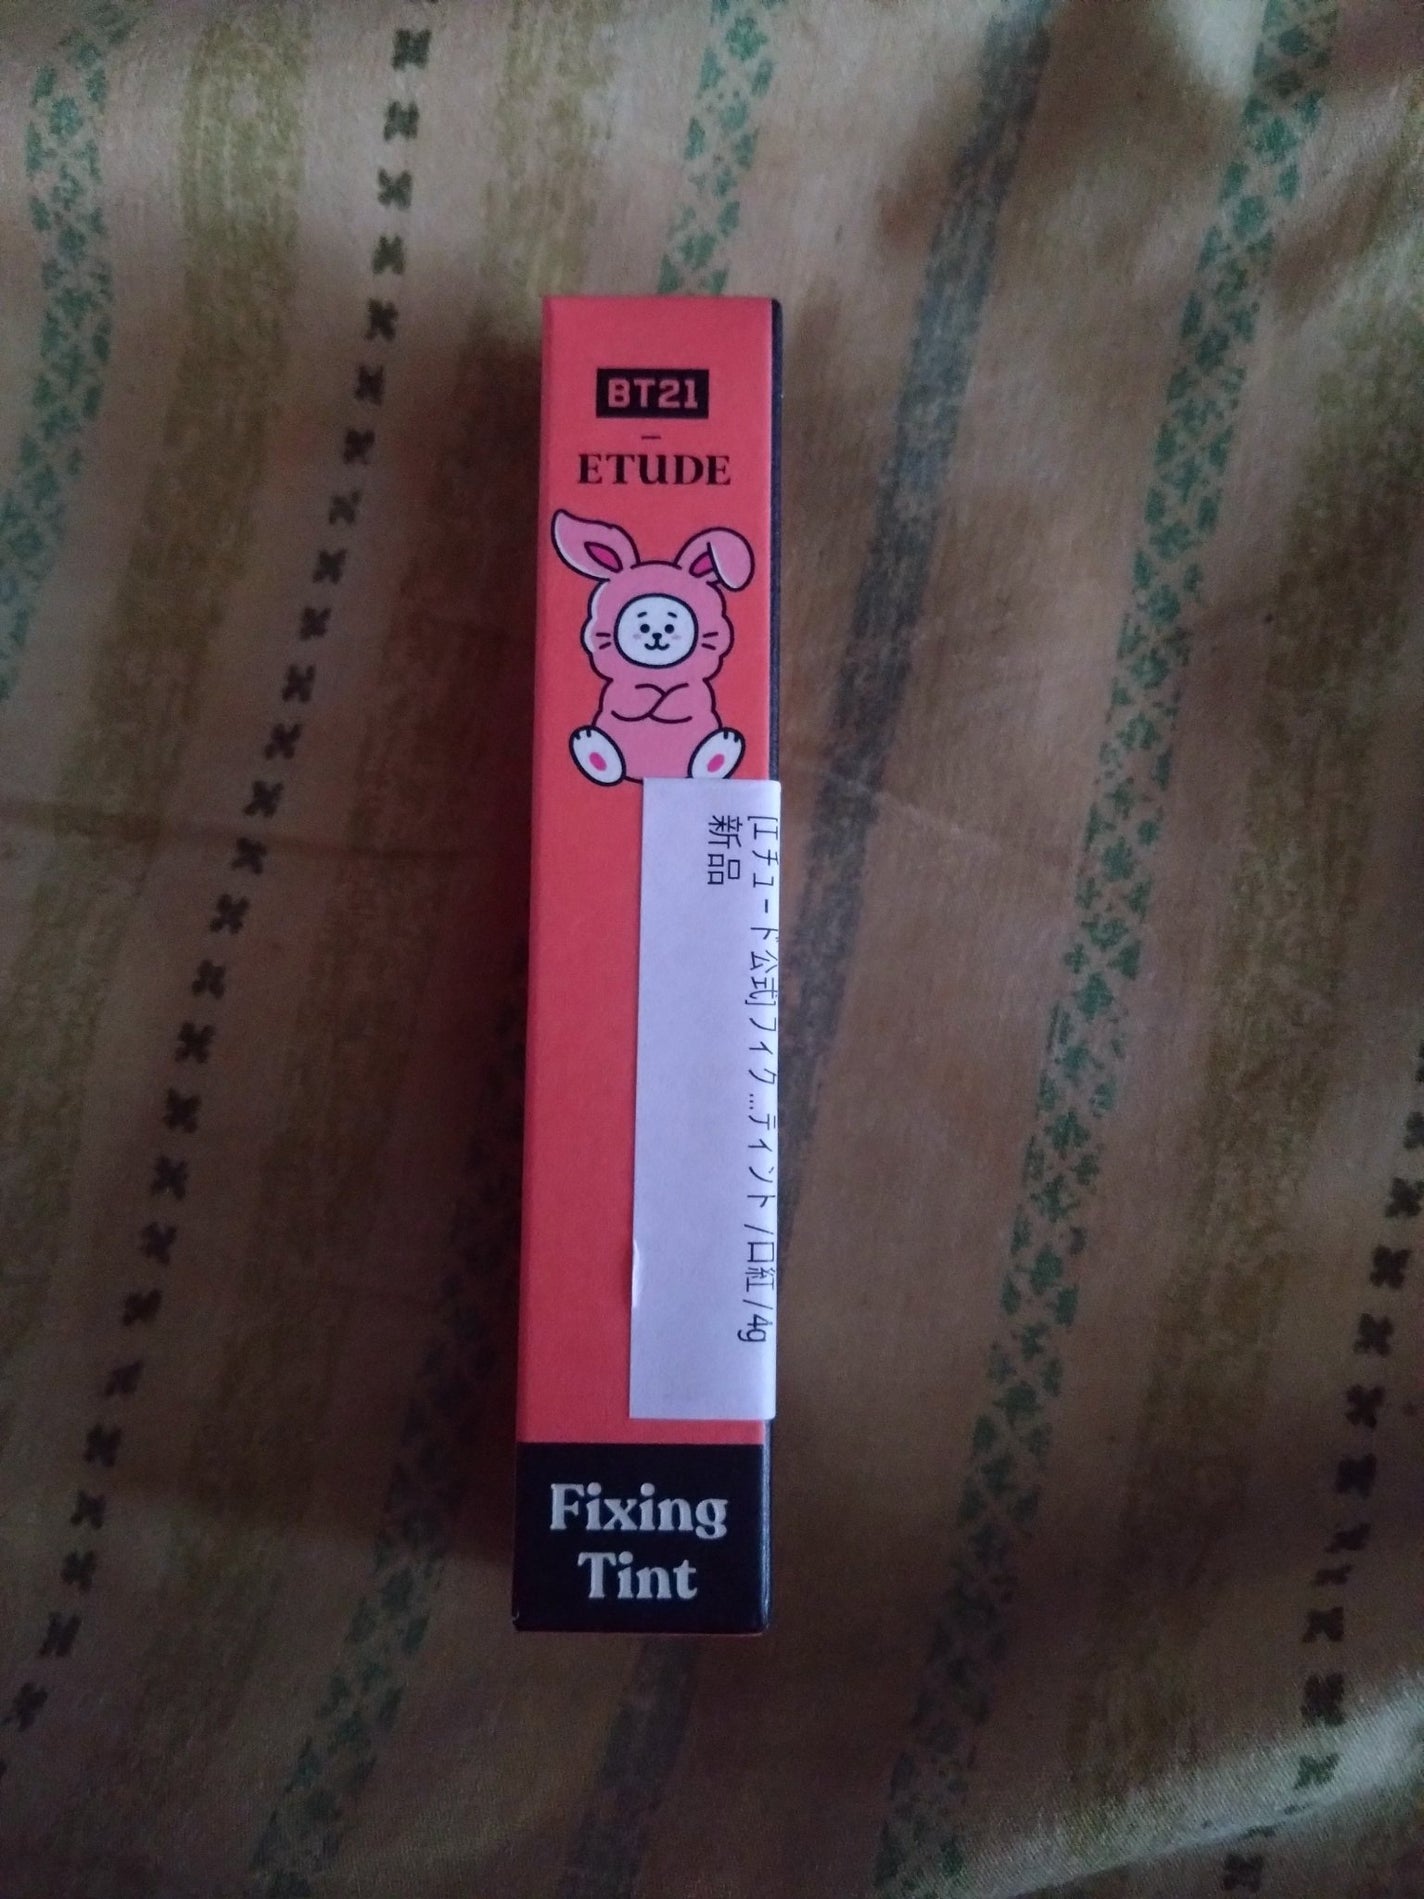 BT21
ETUDE
[エチュード公式]フィク...ティント /口紅 /4g
新品
Fixing
Tint